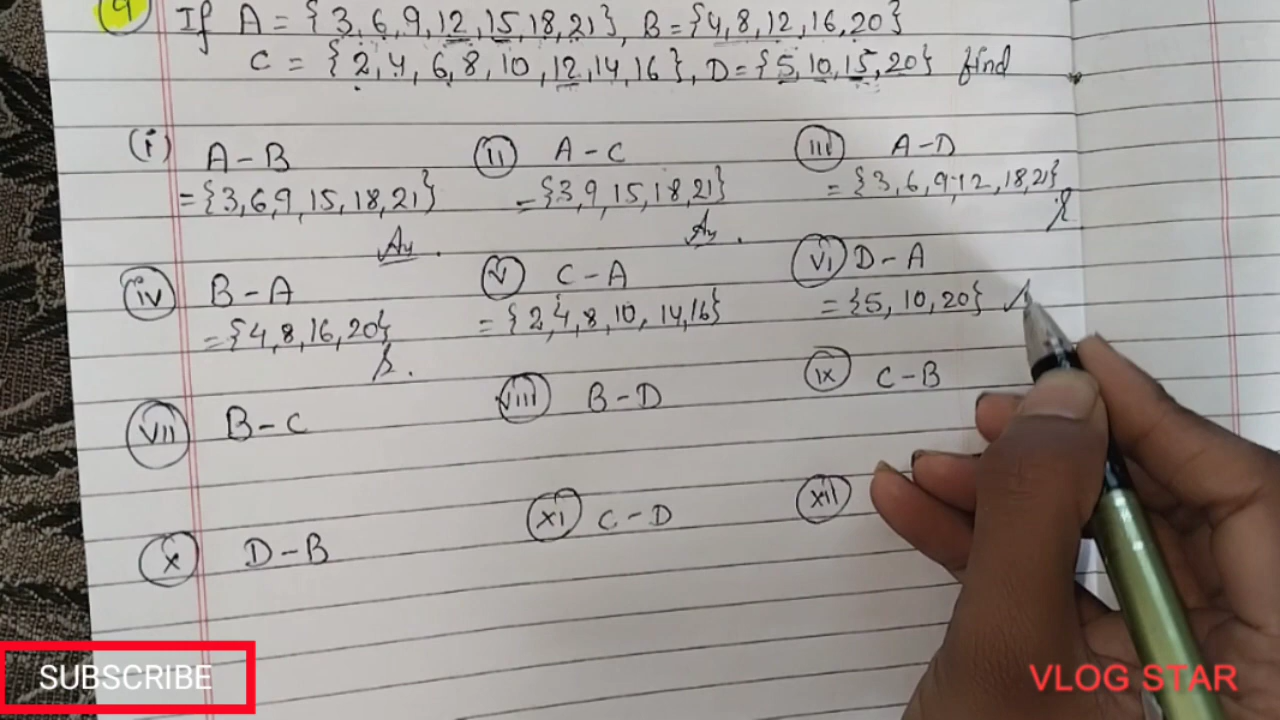 9 If A = {3,6,9,12,15,18,21}, B = {4,8,12,16,20}
C = {2,4,6,8,10,12,14,16}, D = {5,10,15,20} find
(i) A - B (ii) A - C (iii) A - D
= {3,6,9,15,18,21} = {3,9,15,18,21} = {3,6,9,12,18,21}
(iv) B - A (v) C - A (vi) D - A
= {4,8,16,20} = {2,4,8,10,14,16} = {5,10,20}
(vii) B - C (viii) B - D (ix) C - B
(x) D - B (xi) C - D (xii)
SUBSCRIBE
VLOG STAR